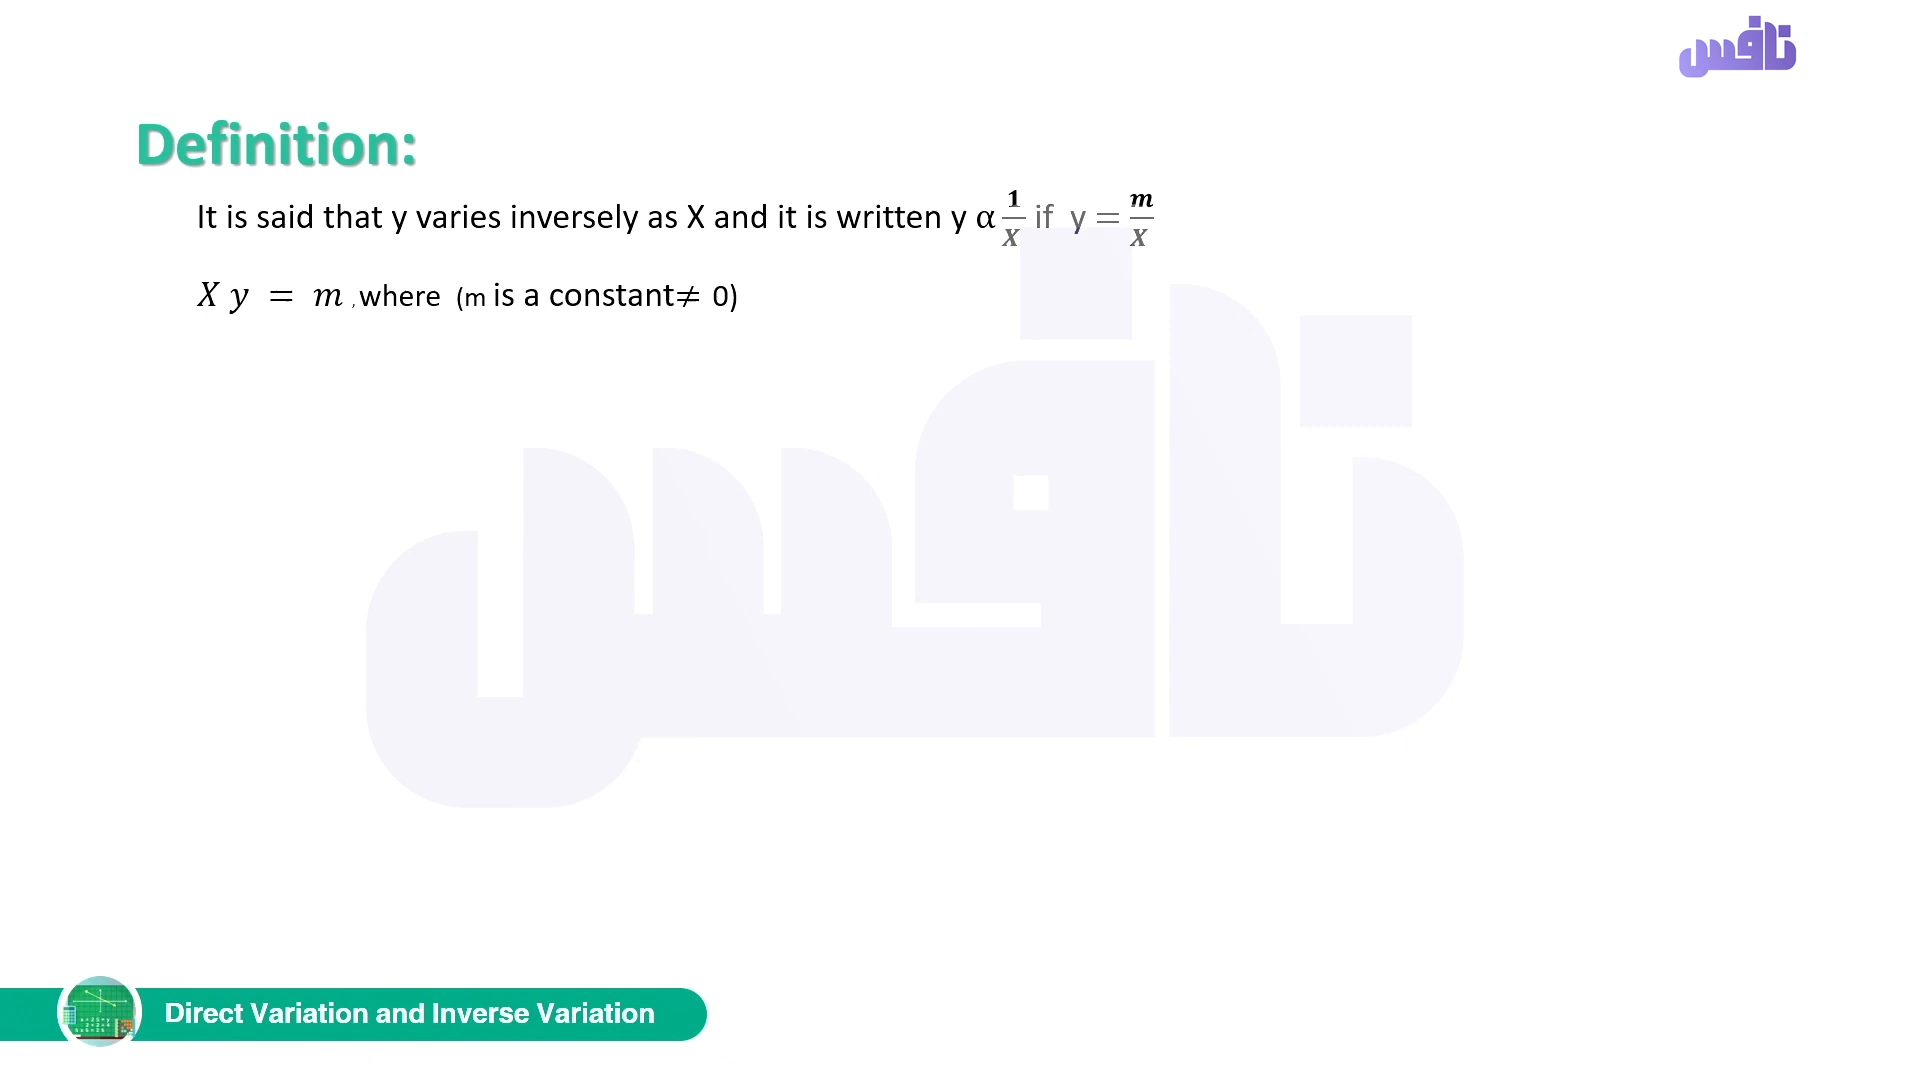 نافس
Definition:
It is said that y varies inversely as X and it is written y α 1/X if y = m/X
X y = m , where (m is a constant≠ 0)
نافس
Direct Variation and Inverse Variation